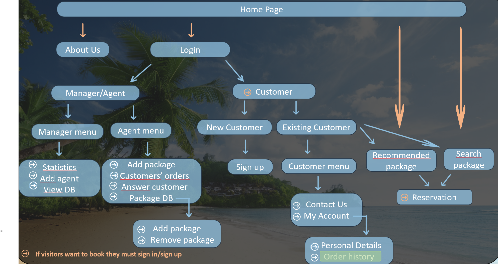 Home Page
About Us
Login
Manager/Agent
Customer
Manager menu
Agent menu
New Customer
Existing Customer
Statistics
Add agent
View DB
Add package
Customers' orders
Answer customer
Package DB
Sign up
Customer menu
Recommended
package
Search
package
Contact Us
My Account
Reservation
Add package
Remove package
Personal Details
Order history
If visitors want to book they must sign in/sign up